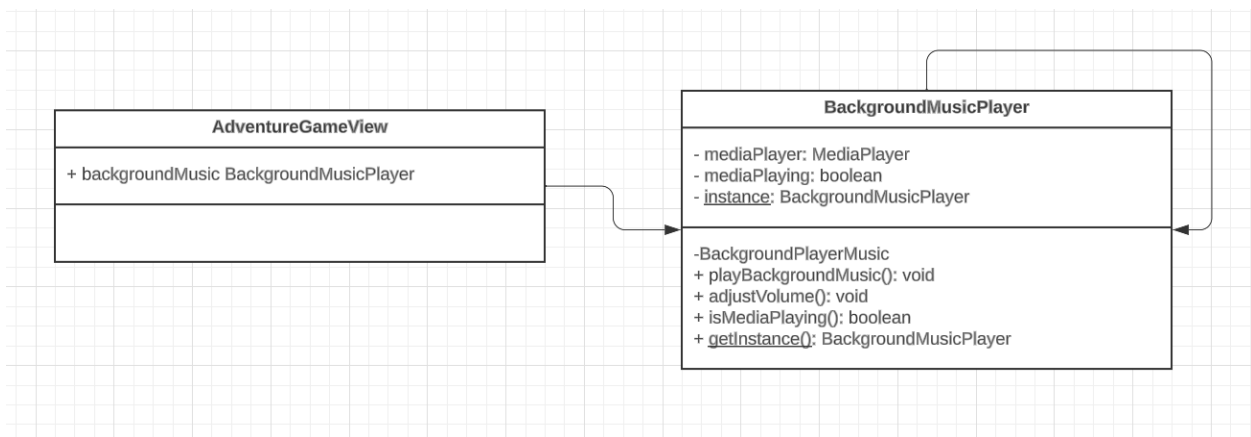 AdventureGameView
+ backgroundMusic BackgroundMusicPlayer
BackgroundMusicPlayer
- mediaPlayer: MediaPlayer
- mediaPlaying: boolean
- instance: BackgroundMusicPlayer
-BackgroundPlayerMusic
+ playBackgroundMusic(): void
+ adjustVolume(): void
+ isMediaPlaying(): boolean
+ getInstance(): BackgroundMusicPlayer